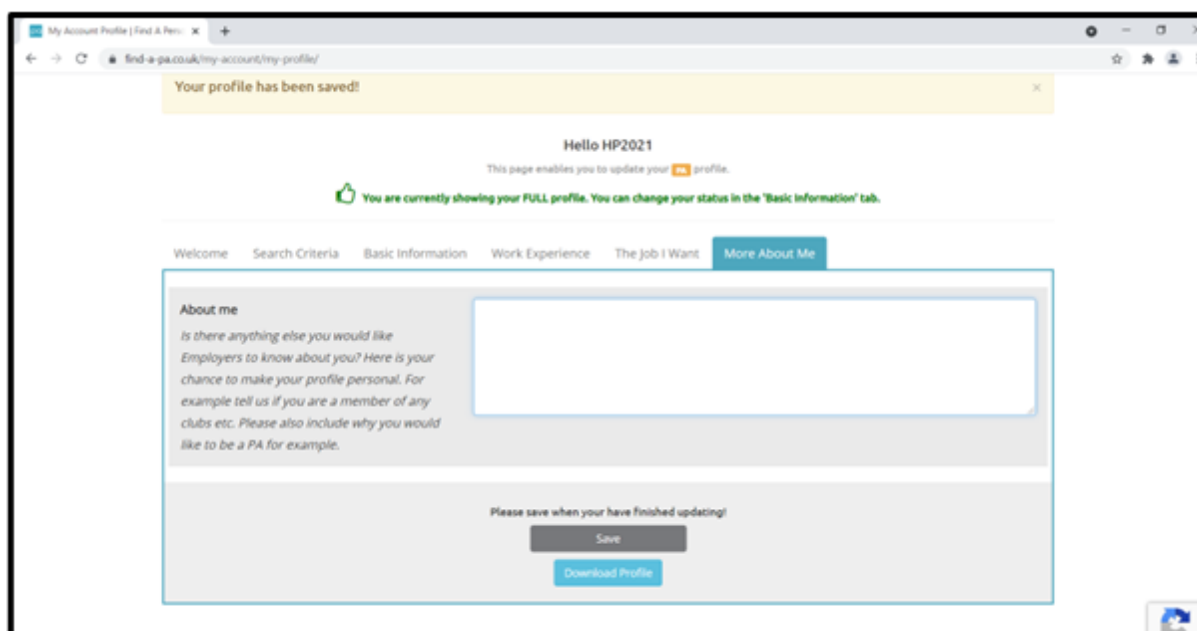 My Account Profile | Find A Pers
find-a-pa.co.uk/my-account/my-profile/
Your profile has been saved!
Hello HP2021
This page enables you to update your PA profile.
You are currently showing your FULL profile. You can change your status in the 'Basic Information' tab.
Welcome Search Criteria Basic Information Work Experience The Job I Want More About Me
About me
Is there anything else you would like
Employers to know about you? Here is your
chance to make your profile personal. For
example tell us if you are a member of any
clubs etc. Please also include why you would
like to be a PA for example.
Please save when your have finished updating!
Save
Download Profile